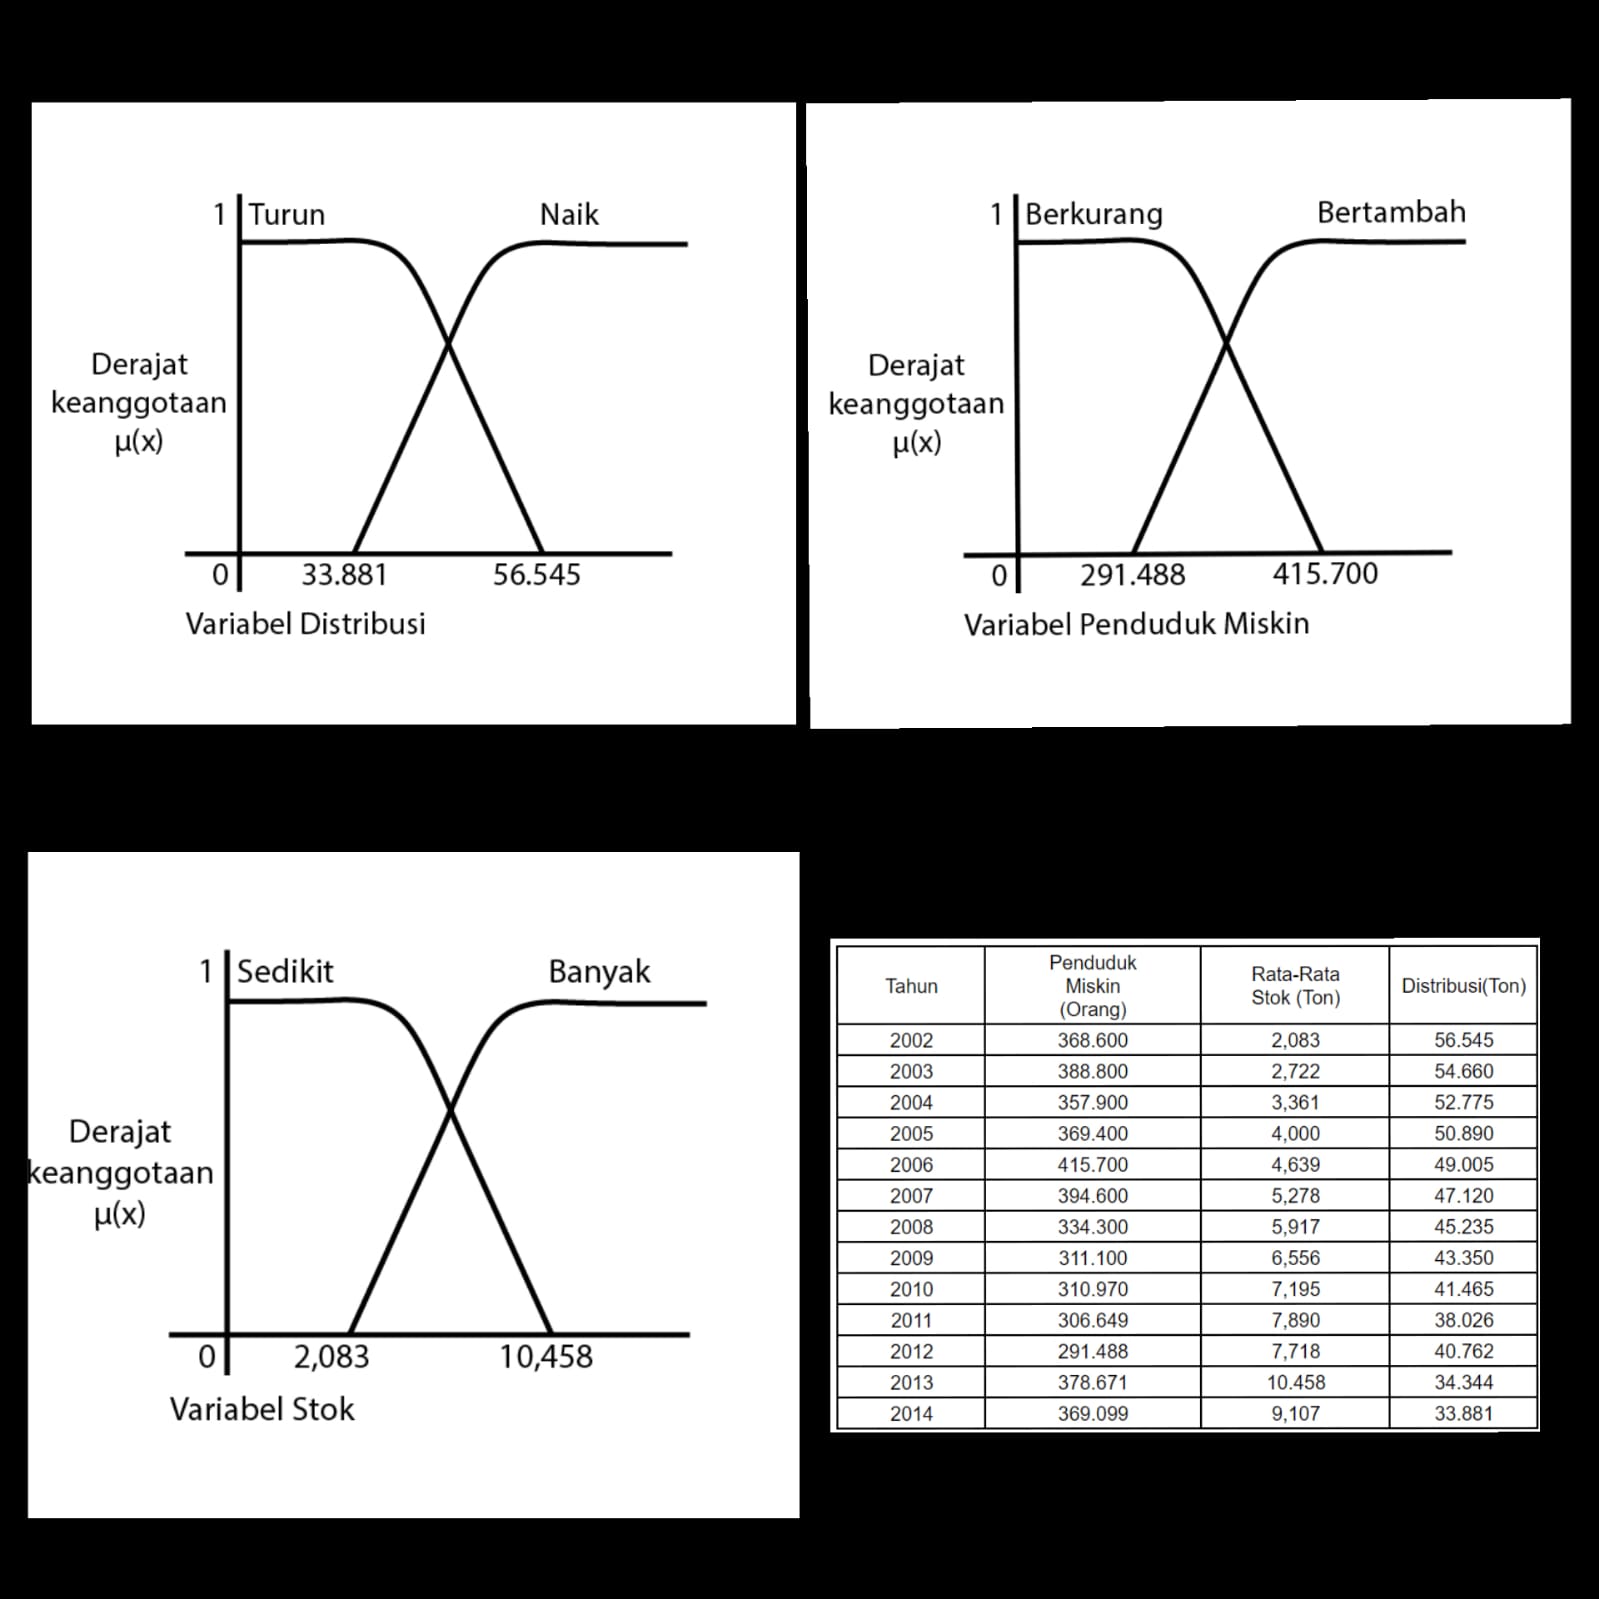 1 Turun Naik
Derajat
keanggotaan
µ(x)
0 33.881 56.545
Variabel Distribusi
1 Berkurang Bertambah
Derajat
keanggotaan
µ(x)
0 291.488 415.700
Variabel Penduduk Miskin
1 Sedikit Banyak
Derajat
keanggotaan
µ(x)
0 2,083 10,458
Variabel Stok
Tahun Penduduk Miskin (Orang) Rata-Rata Stok (Ton) Distribusi(Ton)
2002 368.600 2,083 56.545
2003 388.800 2,722 54.660
2004 357.900 3,361 52.775
2005 369.400 4,000 50.890
2006 415.700 4,639 49.005
2007 394.600 5,278 47.120
2008 334.300 5,917 45.235
2009 311.100 6,556 43.350
2010 310.970 7,195 41.465
2011 306.649 7,890 38.026
2012 291.488 7,718 40.762
2013 378.671 10.458 34.344
2014 369.099 9,107 33.881